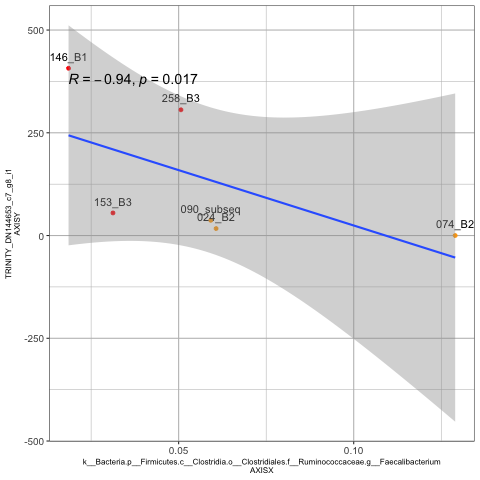 500
250
0
-250
-500
146_B1
R = −0.94, p = 0.017
258_B3
153_B3
090_subseq
024_B2
074_B2
0.05
0.10
k__Bacteria.p__Firmicutes.c__Clostridia.o__Clostridiales.f__Ruminococcaceae.g__Faecalibacterium
AXISX
TRINITY_DN144653_c7_g8_i1
AXISY